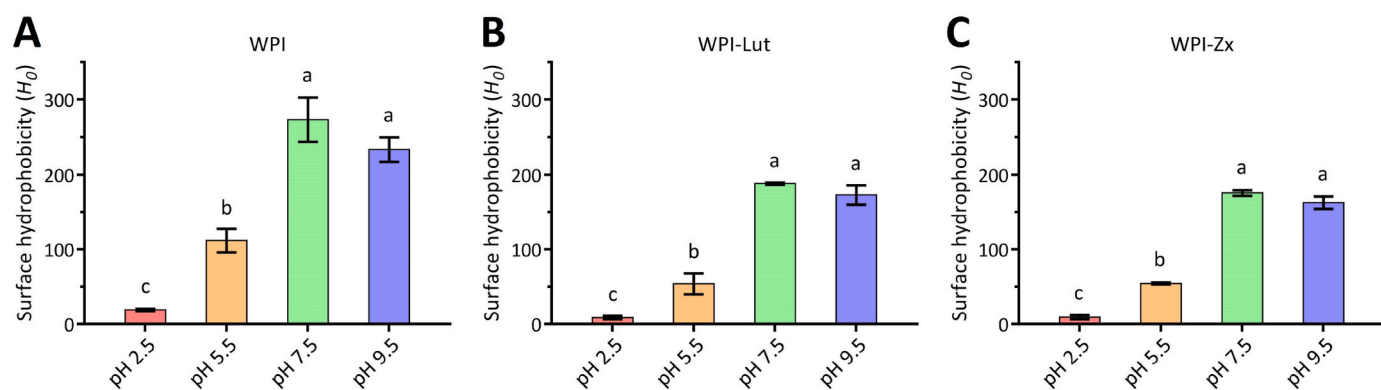 A
WPI
Surface hydrophobicity (H0)
300
200
100
0
c
b
a
a
pH 2.5
pH 5.5
pH 7.5
pH 9.5
B
WPI-Lut
Surface hydrophobicity (H0)
300
200
100
0
c
b
a
a
pH 2.5
pH 5.5
pH 7.5
pH 9.5
C
WPI-Zx
Surface hydrophobicity (H0)
300
200
100
0
c
b
a
a
pH 2.5
pH 5.5
pH 7.5
pH 9.5